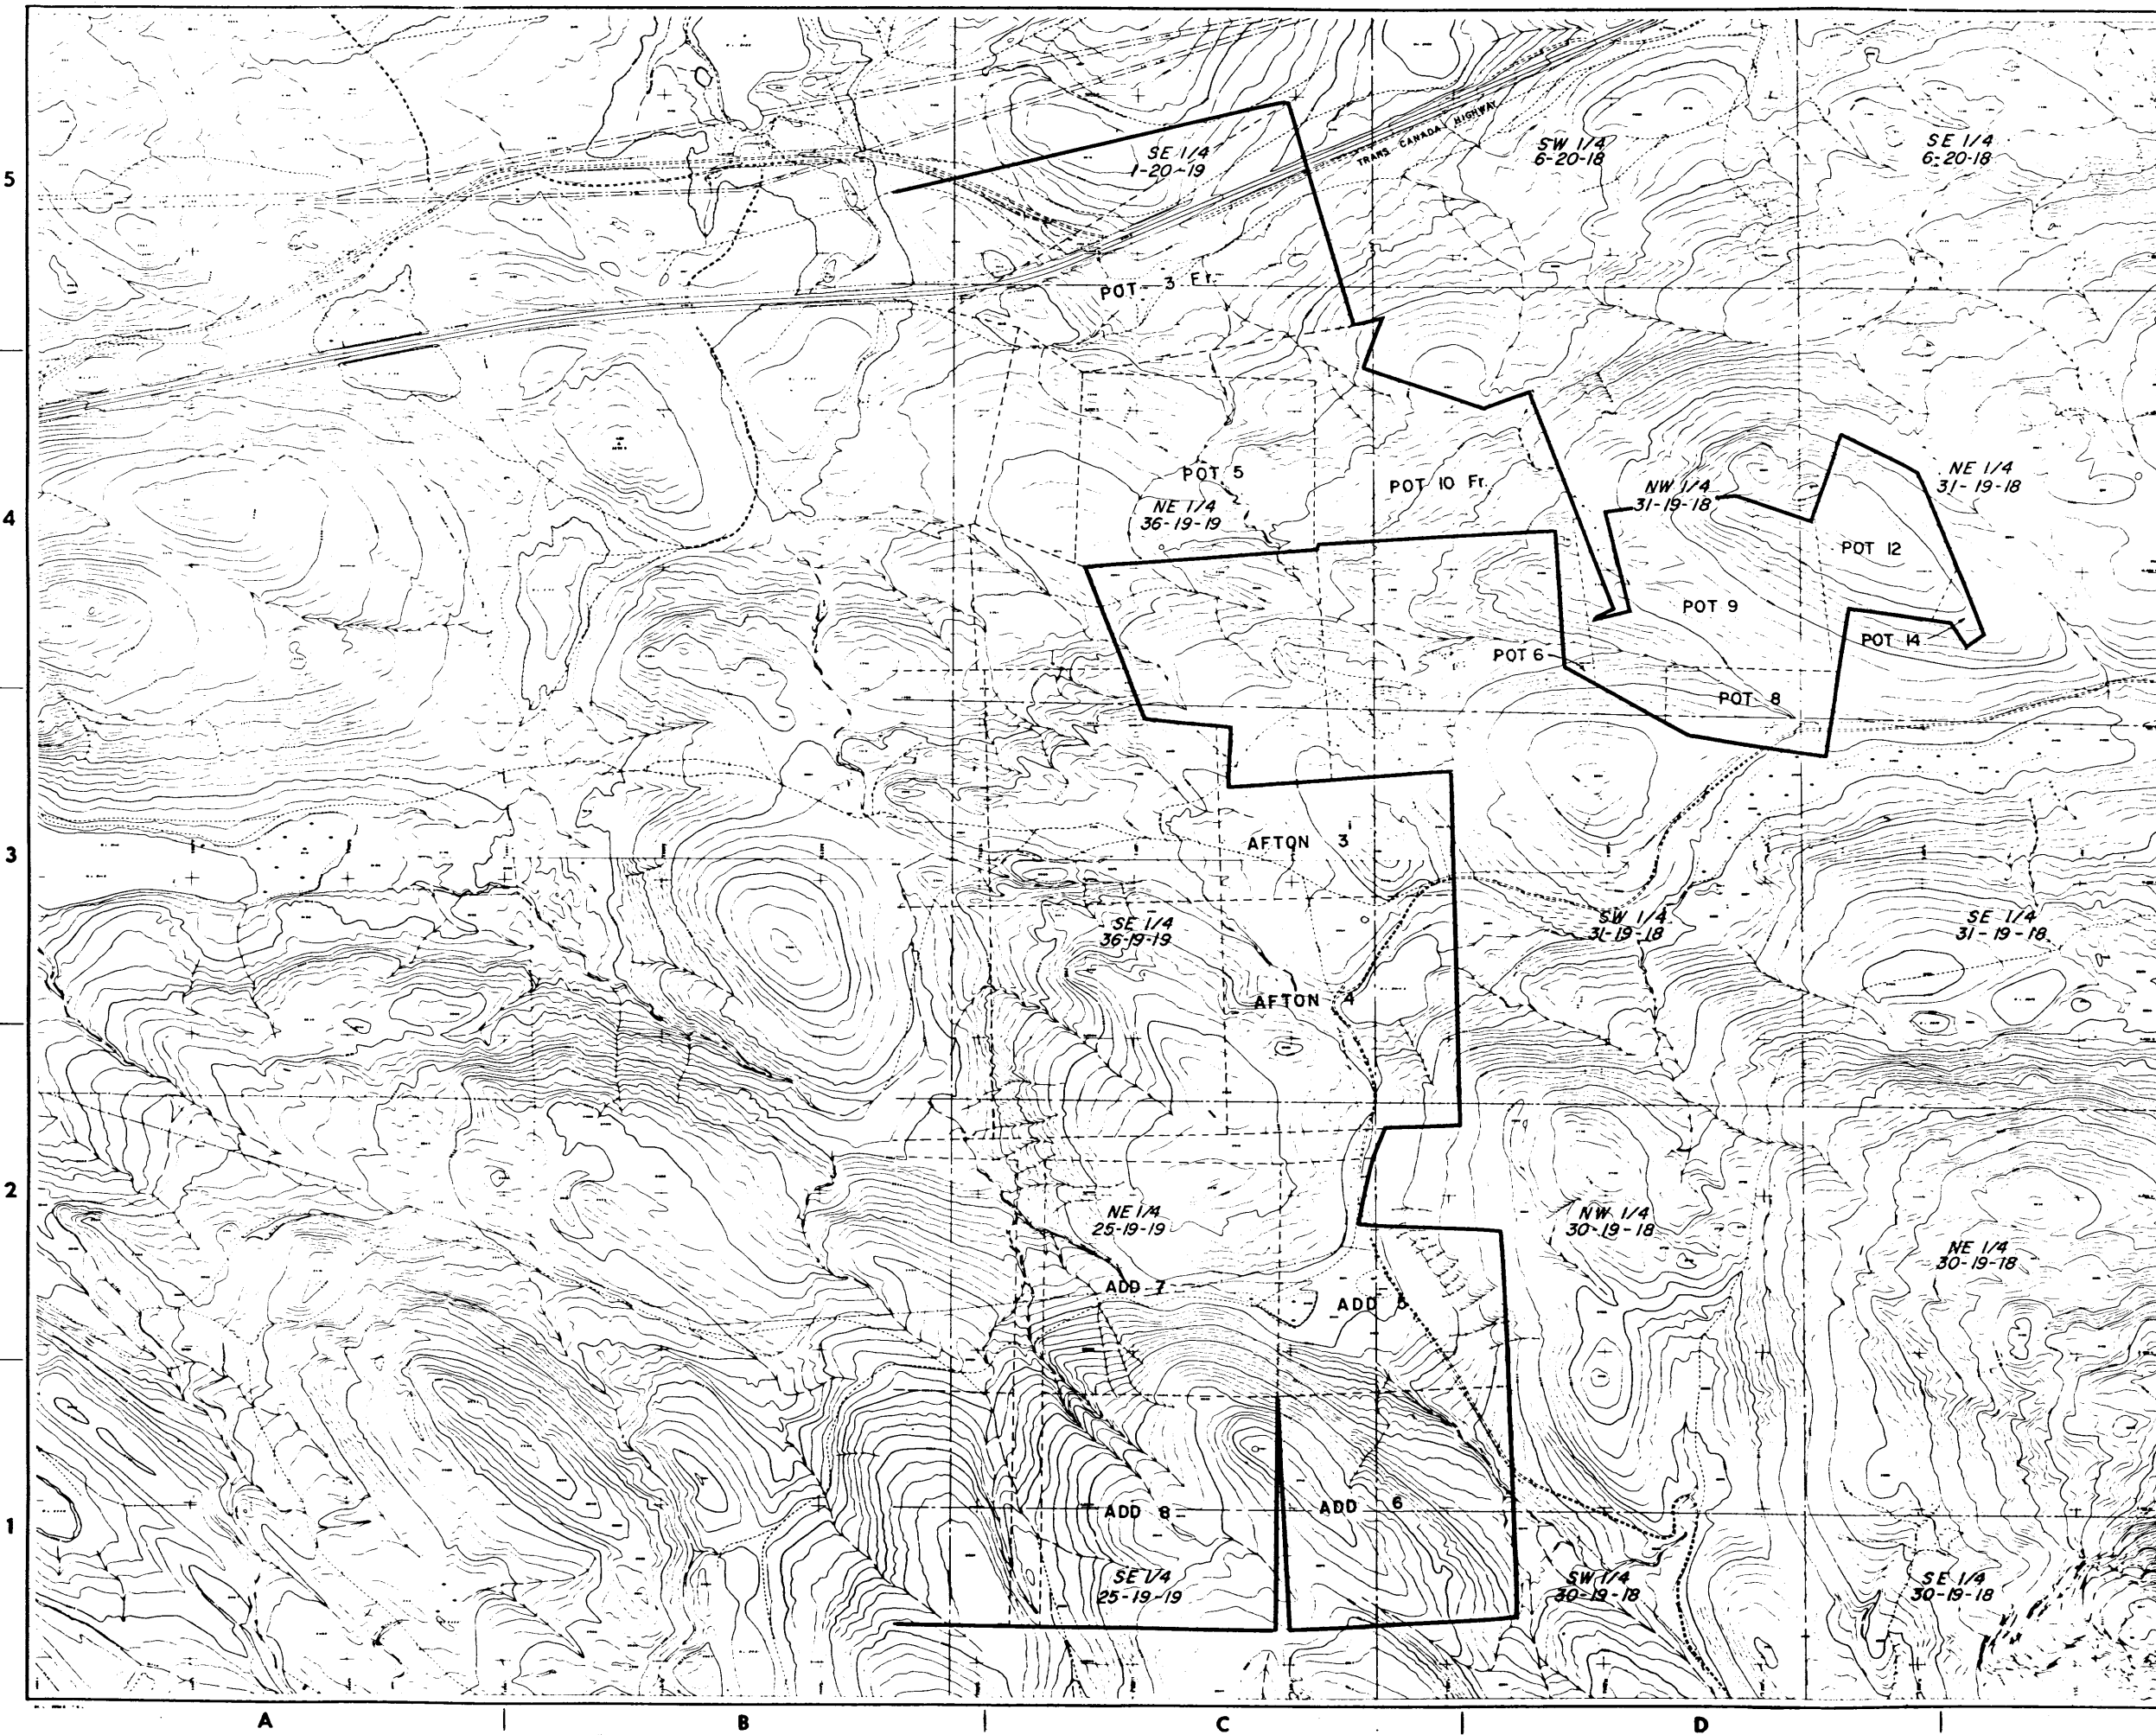 TRANS CANADA HIGHWAY
SE 1/4
1-20-19
SW 1/4
6-20-18
SE 1/4
6-20-18
5
POT 3 Fr.
POT 5
NE 1/4
36-19-19
POT 10 Fr.
NW 1/4
31-19-18
NE 1/4
31-19-18
4
POT 12
POT 9
POT 14
POT 6
POT 8
AFTON 3
3
SE 1/4
36-19-19
SW 1/4
31-19-18
SE 1/4
31-19-18
AFTON 4
2
NE 1/4
25-19-19
NW 1/4
30-19-18
NE 1/4
30-19-18
ADD 7
ADD 5
ADD 8
ADD 6
1
SE 1/4
25-19-19
SW 1/4
30-19-18
SE 1/4
30-19-18
A B C D